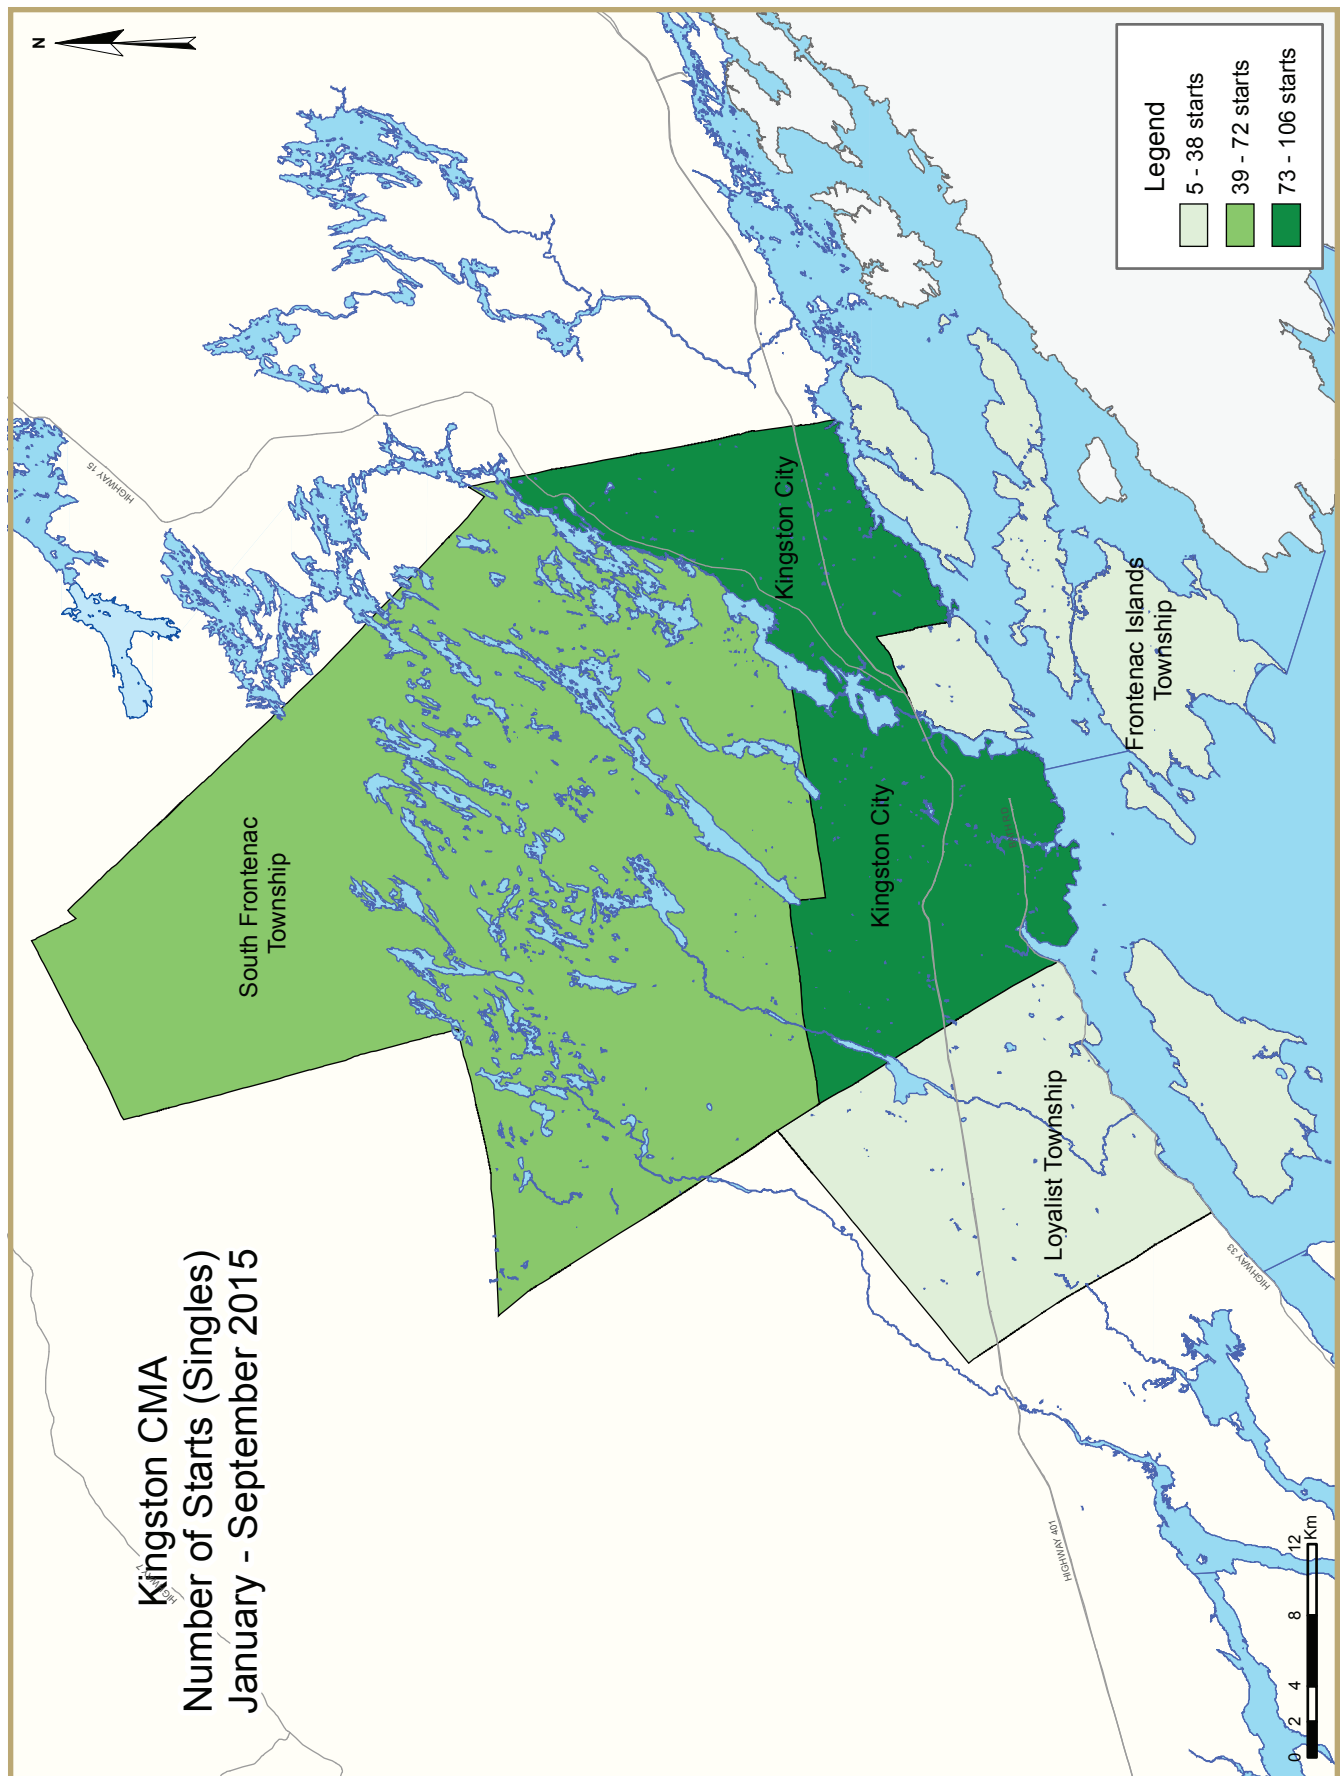 Kingston CMA
Number of Starts (Singles)
January - September 2015
N
HIGHWAY 7
HIGHWAY 15
South Frontenac
Township
Kingston City
Kingston City
Frontenac Islands
Township
Loyalist Township
HIGHWAY 33
HIGHWAY 401
Legend
5 - 38 starts
39 - 72 starts
73 - 106 starts
0 2 4 8 12
Km